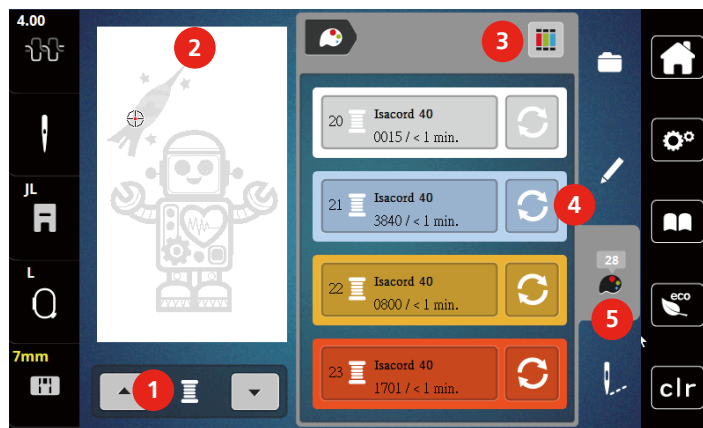 4.00
2
3
20
Isacord 40
0015 / < 1 min.
JL
21
Isacord 40
3840 / < 1 min.
4
28
L
22
Isacord 40
0800 / < 1 min.
eco
5
7mm
1
23
Isacord 40
1701 / < 1 min.
clr